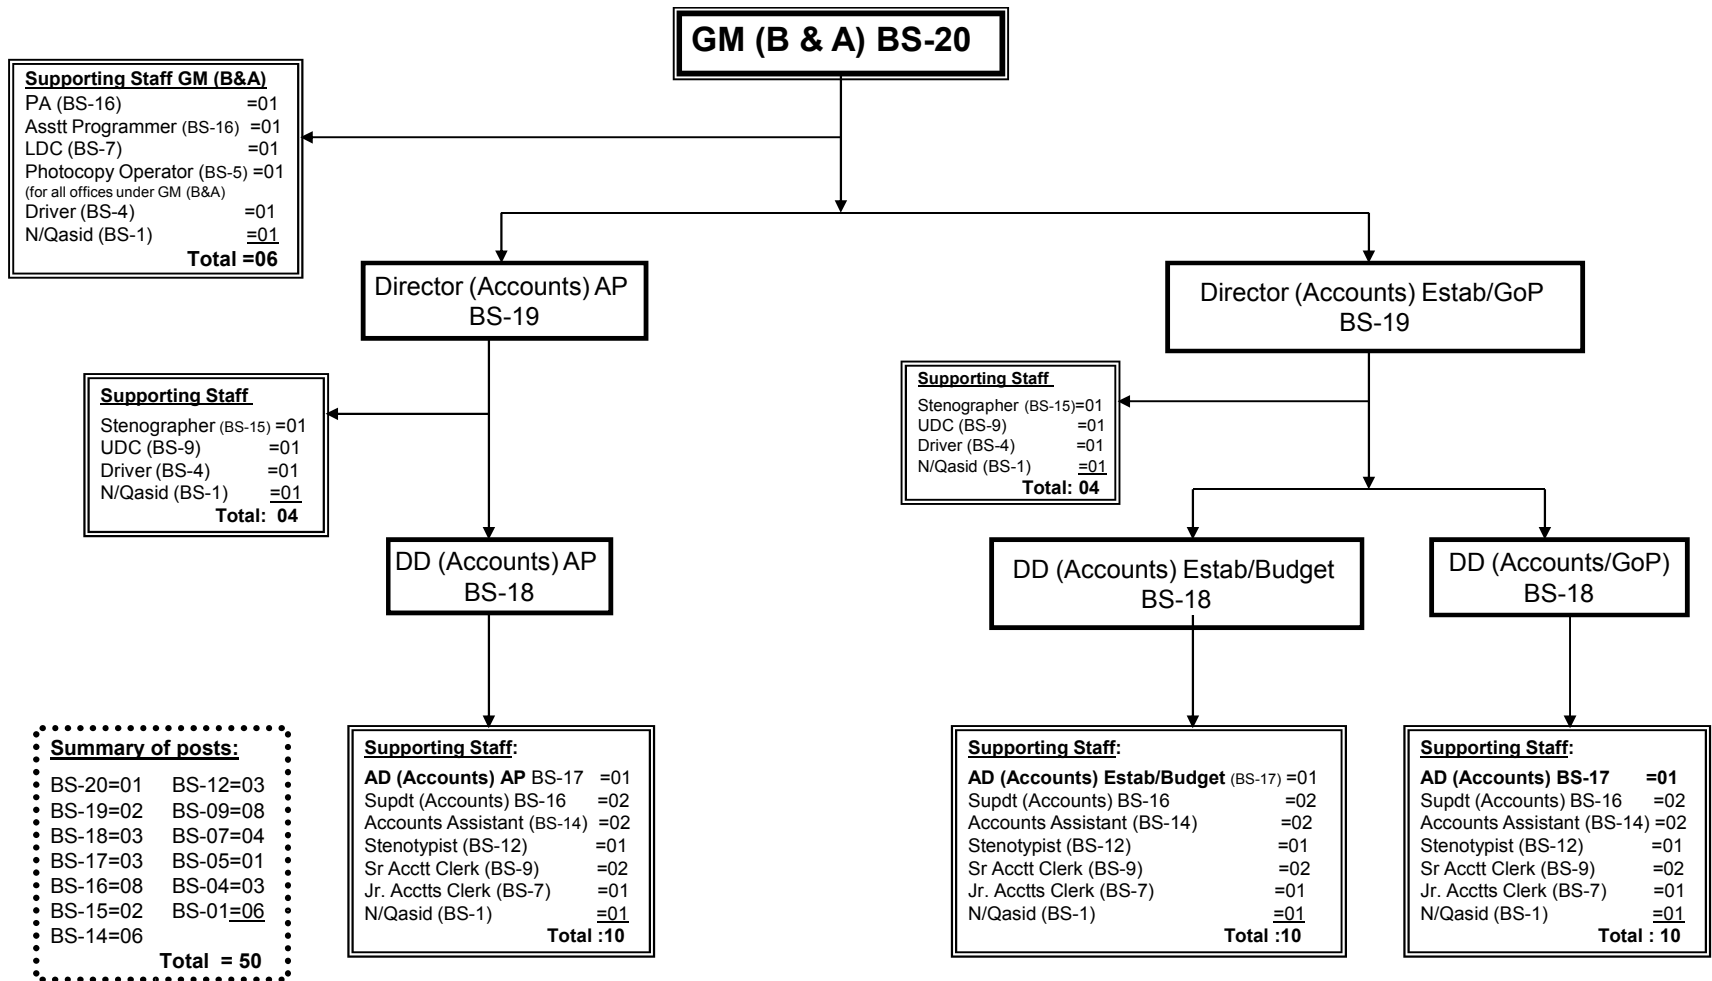 GM (B & A) BS-20
Supporting Staff GM (B&A)
PA (BS-16) =01
Asstt Programmer (BS-16) =01
LDC (BS-7) =01
Photocopy Operator (BS-5) =01
(for all offices under GM (B&A)
Driver (BS-4) =01
N/Qasid (BS-1) =01
Total =06
Director (Accounts) AP
BS-19
Director (Accounts) Estab/GoP
BS-19
Supporting Staff
Stenographer (BS-15) =01
UDC (BS-9) =01
Driver (BS-4) =01
N/Qasid (BS-1) =01
Total: 04
Supporting Staff
Stenographer (BS-15)=01
UDC (BS-9) =01
Driver (BS-4) =01
N/Qasid (BS-1) =01
Total: 04
DD (Accounts) AP
BS-18
DD (Accounts) Estab/Budget
BS-18
DD (Accounts/GoP)
BS-18
Summary of posts:
BS-20=01 BS-12=03
BS-19=02 BS-09=08
BS-18=03 BS-07=04
BS-17=03 BS-05=01
BS-16=08 BS-04=03
BS-15=02 BS-01=06
BS-14=06
Total = 50
Supporting Staff:
AD (Accounts) AP BS-17 =01
Supdt (Accounts) BS-16 =02
Accounts Assistant (BS-14) =02
Stenotypist (BS-12) =01
Sr Acctt Clerk (BS-9) =02
Jr. Acctts Clerk (BS-7) =01
N/Qasid (BS-1) =01
Total :10
Supporting Staff:
AD (Accounts) Estab/Budget (BS-17) =01
Supdt (Accounts) BS-16 =02
Accounts Assistant (BS-14) =02
Stenotypist (BS-12) =01
Sr Acctt Clerk (BS-9) =02
Jr. Acctts Clerk (BS-7) =01
N/Qasid (BS-1) =01
Total :10
Supporting Staff:
AD (Accounts) BS-17 =01
Supdt (Accounts) BS-16 =02
Accounts Assistant (BS-14) =02
Stenotypist (BS-12) =01
Sr Acctt Clerk (BS-9) =02
Jr. Acctts Clerk (BS-7) =01
N/Qasid (BS-1) =01
Total : 10